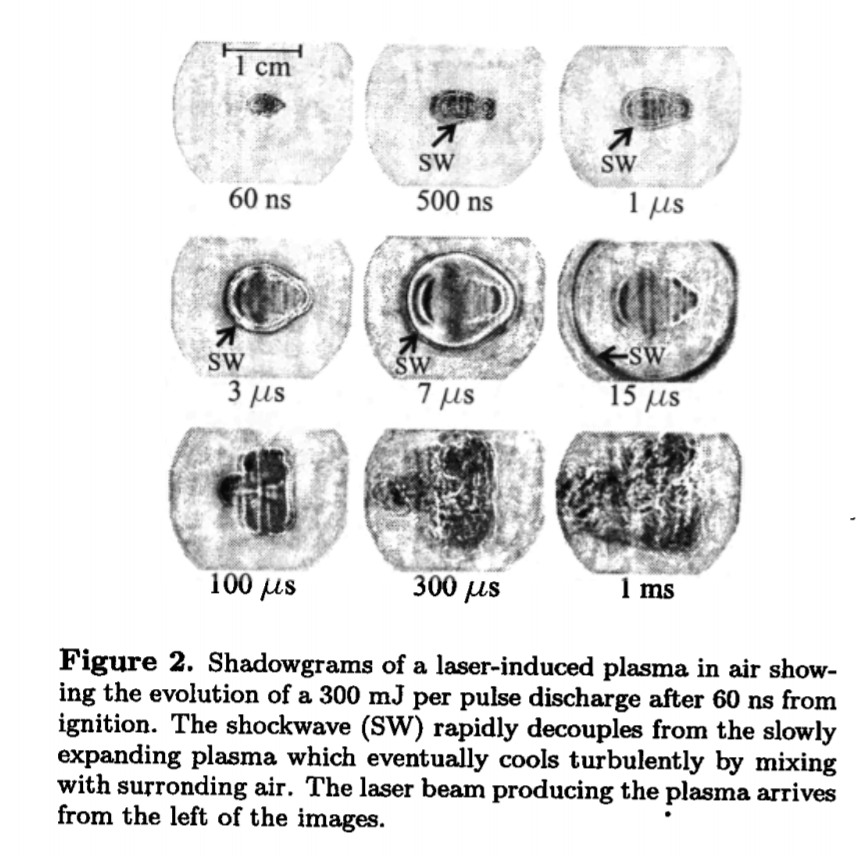 1 cm
SW
SW
60 ns
500 ns
1 μs
SW
SW
SW
3 μs
7 μs
15 μs
100 μs
300 μs
1 ms
Figure 2. Shadowgrams of a laser-induced plasma in air show-
ing the evolution of a 300 mJ per pulse discharge after 60 ns from
ignition. The shockwave (SW) rapidly decouples from the slowly
expanding plasma which eventually cools turbulently by mixing
with surronding air. The laser beam producing the plasma arrives
from the left of the images.